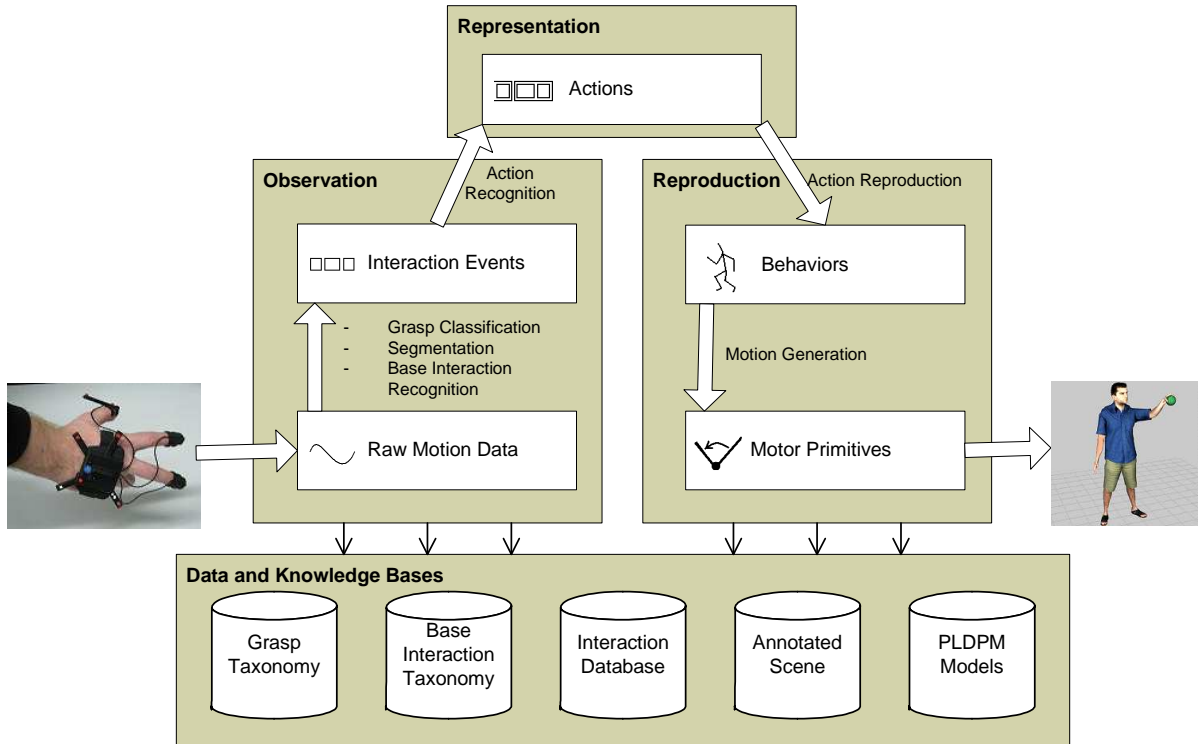 Representation
Actions
Observation
Action
Recognition
Interaction Events
- Grasp Classification
- Segmentation
- Base Interaction
Recognition
Raw Motion Data
Reproduction
Action Reproduction
Behaviors
Motion Generation
Motor Primitives
Data and Knowledge Bases
Grasp
Taxonomy
Base
Interaction
Taxonomy
Interaction
Database
Annotated
Scene
PLDPM
Models